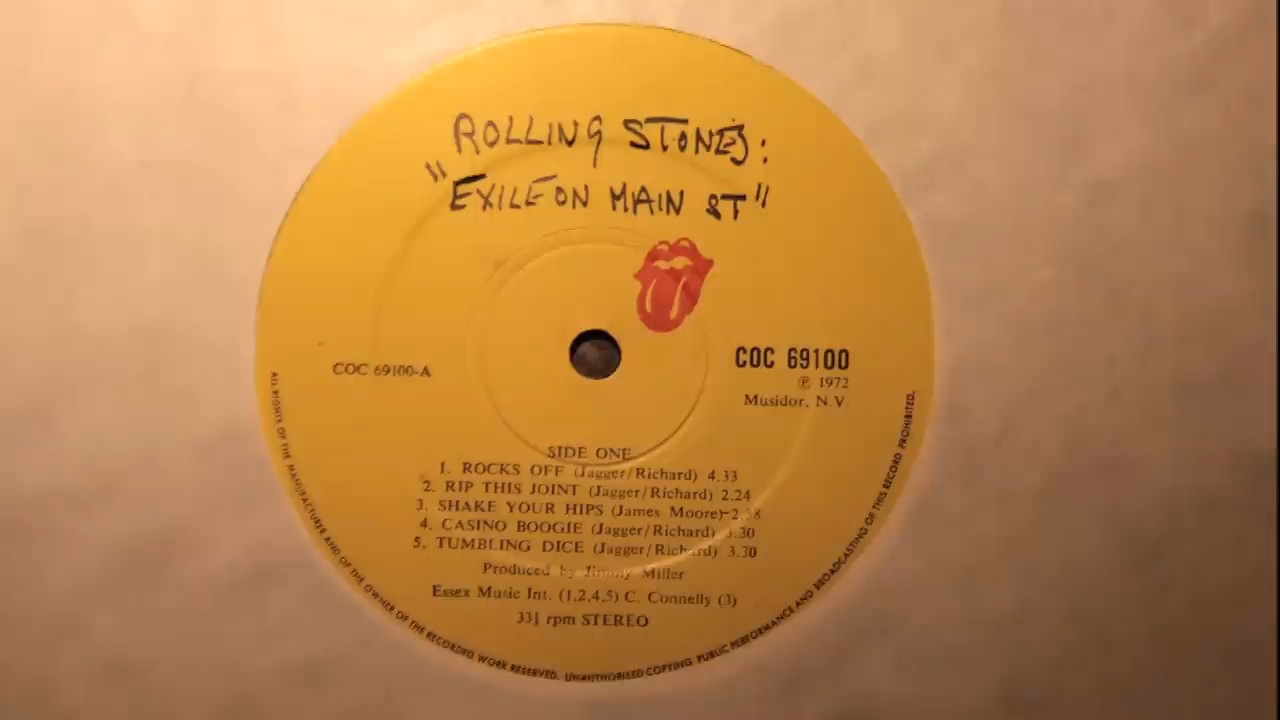 ROLLING STONES:
"EXILE ON MAIN ST"
COC 69100-A
COC 69100
℗ 1972
Musidor, N.V.
SIDE ONE
1. ROCKS OFF (Jagger/Richard) 4.33
2. RIP THIS JOINT (Jagger/Richard) 2.24
3. SHAKE YOUR HIPS (James Moore)
4. CASINO BOOGIE (Jagger/Richard) 3.30
5. TUMBLING DICE (Jagger/Richard) 3.30
Produced by Jimmy Miller
Essex Music Int. (1,2,4,5) C. Connelly (3)
33⅓ rpm STEREO
ALL RIGHTS OF THE MANUFACTURER AND OF THE OWNER OF THE RECORDED WORK RESERVED. UNAUTHORISED COPYING PUBLIC PERFORMANCE AND BROADCASTING OF THIS RECORD PROHIBITED.